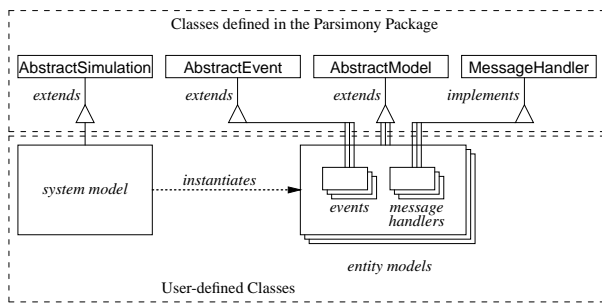 Classes defined in the Parsimony Package
AbstractSimulation
AbstractEvent
AbstractModel
MessageHandler
extends
extends
extends
implements
system model
instantiates
events
message
handlers
entity models
User-defined Classes